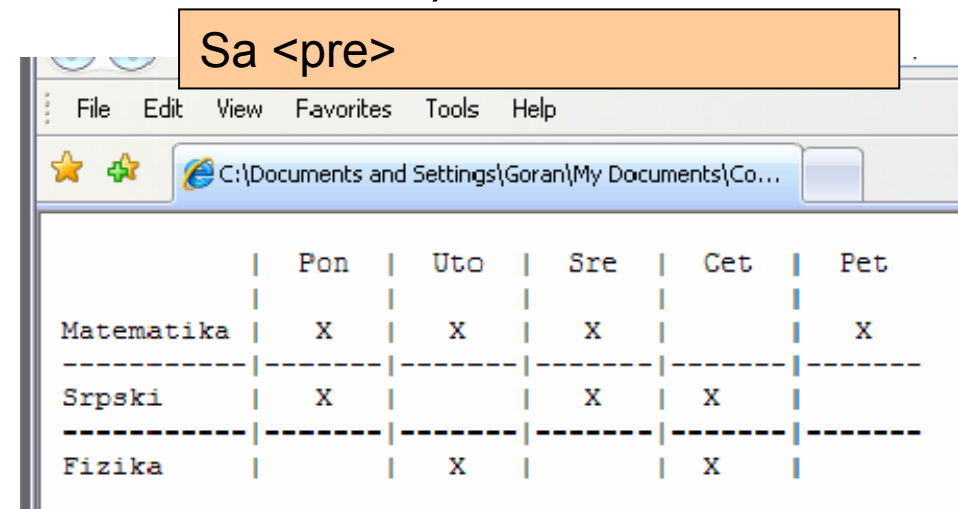 Sa <pre>
File Edit View Favorites Tools Help
C:\Documents and Settings\Goran\My Documents\Co...
           |  Pon  |  Uto  |  Sre  |  Cet  |  Pet
           |       |       |       |       |
Matematika |   X   |   X   |   X   |       |   X
-----------|-------|-------|-------|-------|-------
Srpski     |   X   |       |   X   |  X    |
-----------|-------|-------|-------|-------|-------
Fizika     |       |   X   |       |  X    |